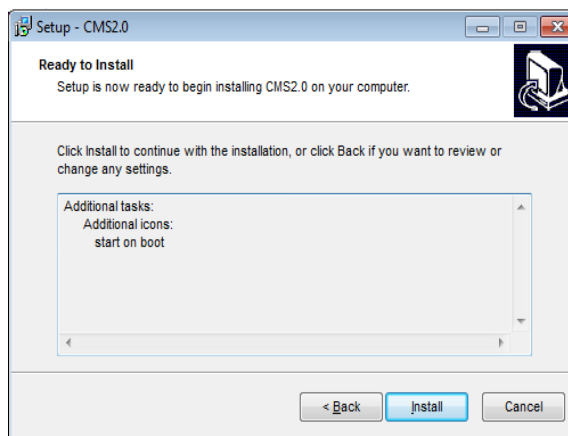 Setup - CMS2.0
Ready to Install
Setup is now ready to begin installing CMS2.0 on your computer.
Click Install to continue with the installation, or click Back if you want to review or
change any settings.
Additional tasks:
Additional icons:
start on boot
< Back
Install
Cancel